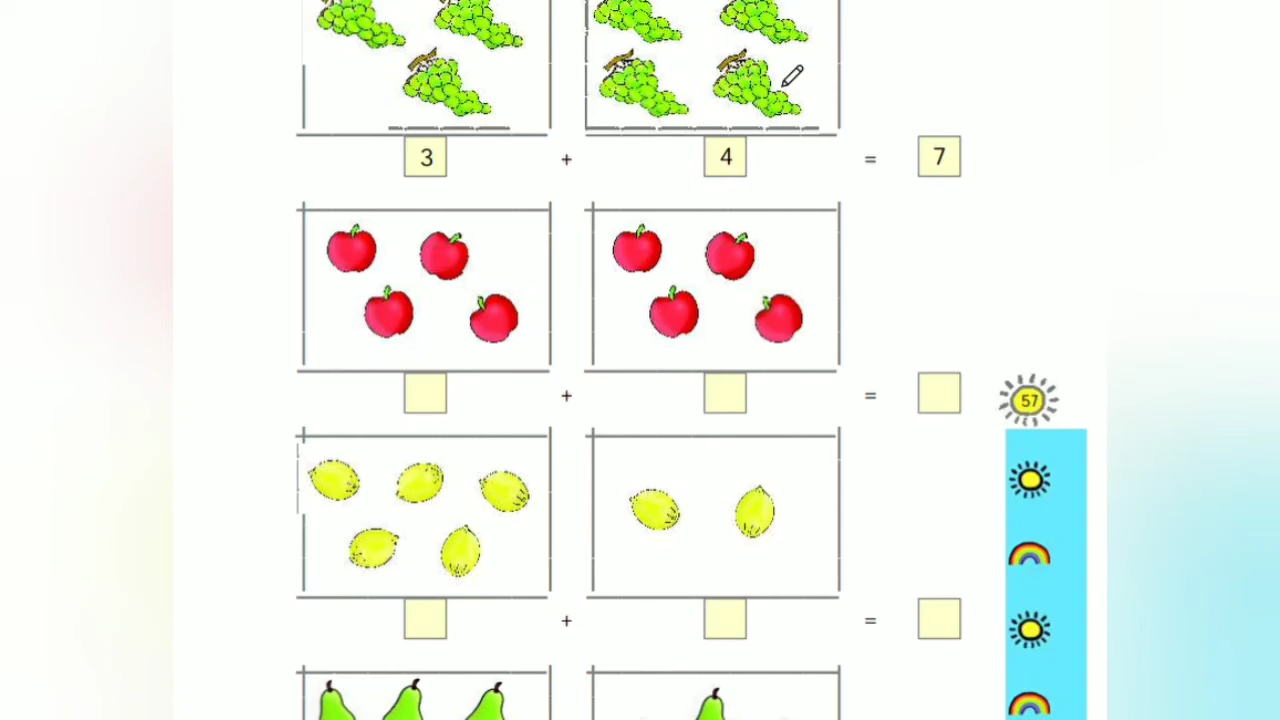 3 + 4 = 7
+ =
57
+ =